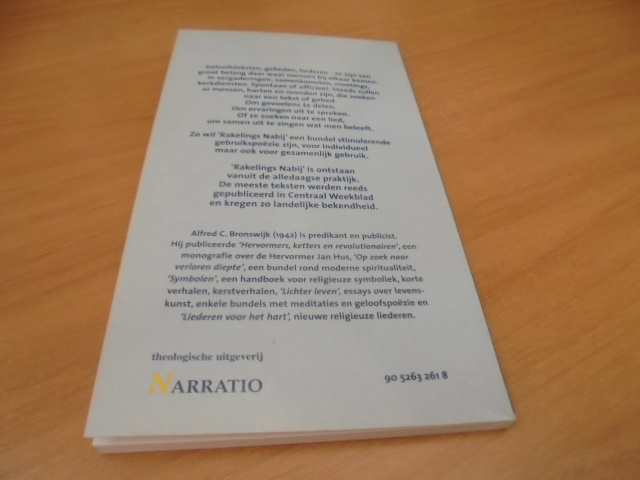 Geloofsteksten, gebeden, liederen ze zijn van
groot belang daar waar mensen bij elkaar komen.
In vergaderingen, samenkomsten, meetings,
kerkdiensten. Spontaan of officieel. Steeds zullen
er mensen, harten en monden zijn, die zoeken
naar een tekst of gebed.
Om gevoelens te delen.
Om ervaringen uit te spreken.
Of ze zoeken naar een lied,
om samen uit te zingen wat men beleeft.
Zo wil 'Rakelings Nabij' een bundel stimulerende
gebruikspoëzie zijn, voor individueel
maar ook voor gezamenlijk gebruik.
'Rakelings Nabij' is ontstaan
vanuit de alledaagse praktijk.
De meeste teksten werden reeds
gepubliceerd in Centraal Weekblad
en kregen zo landelijke bekendheid.
Alfred C. Bronswijk (1942) is predikant en publicist.
Hij publiceerde 'Hervormers, ketters en revolutionairen', een
monografie over de Hervormer Jan Hus, 'Op zoek naar
verloren diepte', een bundel rond moderne spiritualiteit,
'Symbolen', een handboek voor religieuze symboliek, korte
verhalen, kerstverhalen, 'Lichter leven', essays over levens-
kunst, enkele bundels met meditaties en geloofspoëzie en
'Liederen voor het hart', nieuwe religieuze liederen.
theologische uitgeverij
NARRATIO
90 5263 261 8